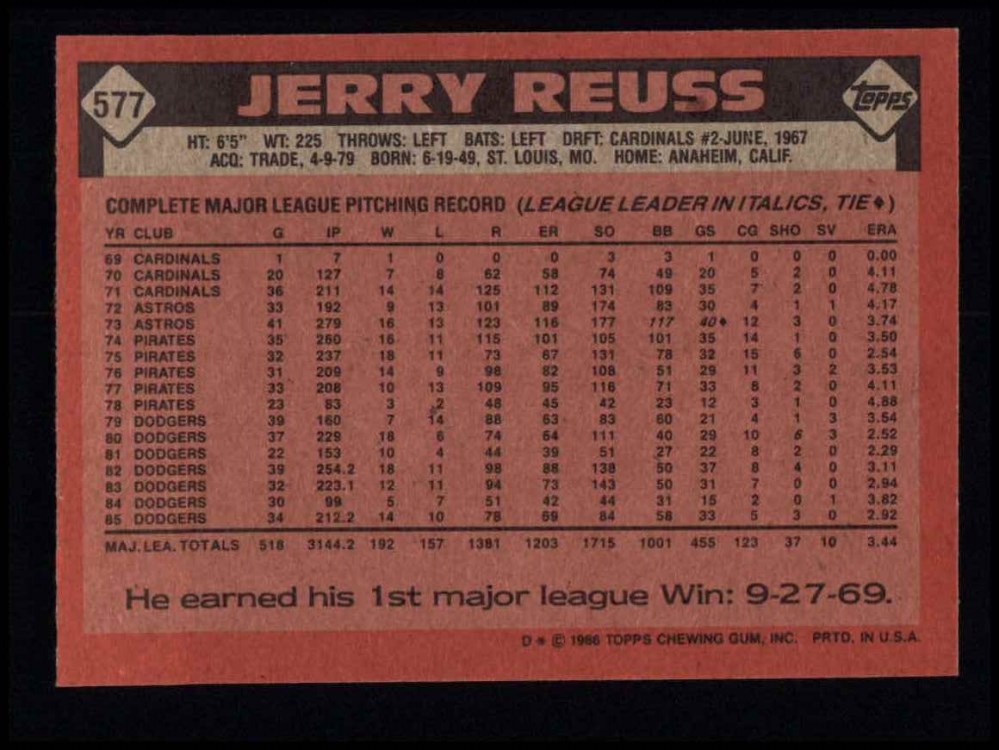 577 JERRY REUSS topps
HT: 6'5" WT: 225 THROWS: LEFT BATS: LEFT DRFT: CARDINALS #2-JUNE, 1967
ACQ: TRADE, 4-9-79 BORN: 6-19-49, ST. LOUIS, MO. HOME: ANAHEIM, CALIF.
COMPLETE MAJOR LEAGUE PITCHING RECORD (LEAGUE LEADER IN ITALICS, TIE♦)
YR CLUB G IP W L R ER SO BB GS CG SHO SV ERA
69 CARDINALS 1 7 1 0 0 0 3 3 1 0 0 0 0.00
70 CARDINALS 20 127 7 8 62 58 74 49 20 5 2 0 4.11
71 CARDINALS 36 211 14 14 125 112 131 109 35 7 2 0 4.78
72 ASTROS 33 192 9 13 101 89 174 83 30 4 1 1 4.17
73 ASTROS 41 279 16 13 123 116 177 117 40♦ 12 3 0 3.74
74 PIRATES 35 260 16 11 115 101 105 101 35 14 1 0 3.50
75 PIRATES 32 237 18 11 73 67 131 78 32 15 6 0 2.54
76 PIRATES 31 209 14 9 98 82 108 51 29 11 3 2 3.53
77 PIRATES 33 208 10 13 109 95 116 71 33 8 2 0 4.11
78 PIRATES 23 83 3 2 48 45 42 23 12 3 1 0 4.88
79 DODGERS 39 160 7 14 88 63 83 60 21 4 1 3 3.54
80 DODGERS 37 229 18 6 74 64 111 40 29 10 6 3 2.52
81 DODGERS 22 153 10 4 44 39 51 27 22 8 2 0 2.29
82 DODGERS 39 254.2 18 11 98 88 138 50 37 8 4 0 3.11
83 DODGERS 32 223.1 12 11 94 73 143 50 31 7 0 0 2.94
84 DODGERS 30 99 5 7 51 42 44 31 15 2 0 1 3.82
85 DODGERS 34 212.2 14 10 78 69 84 58 33 5 3 0 2.92
MAJ. LEA. TOTALS 518 3144.2 192 157 1381 1203 1715 1001 455 123 37 10 3.44
He earned his 1st major league Win: 9-27-69.
D * © 1986 TOPPS CHEWING GUM, INC. PRTD. IN U.S.A.